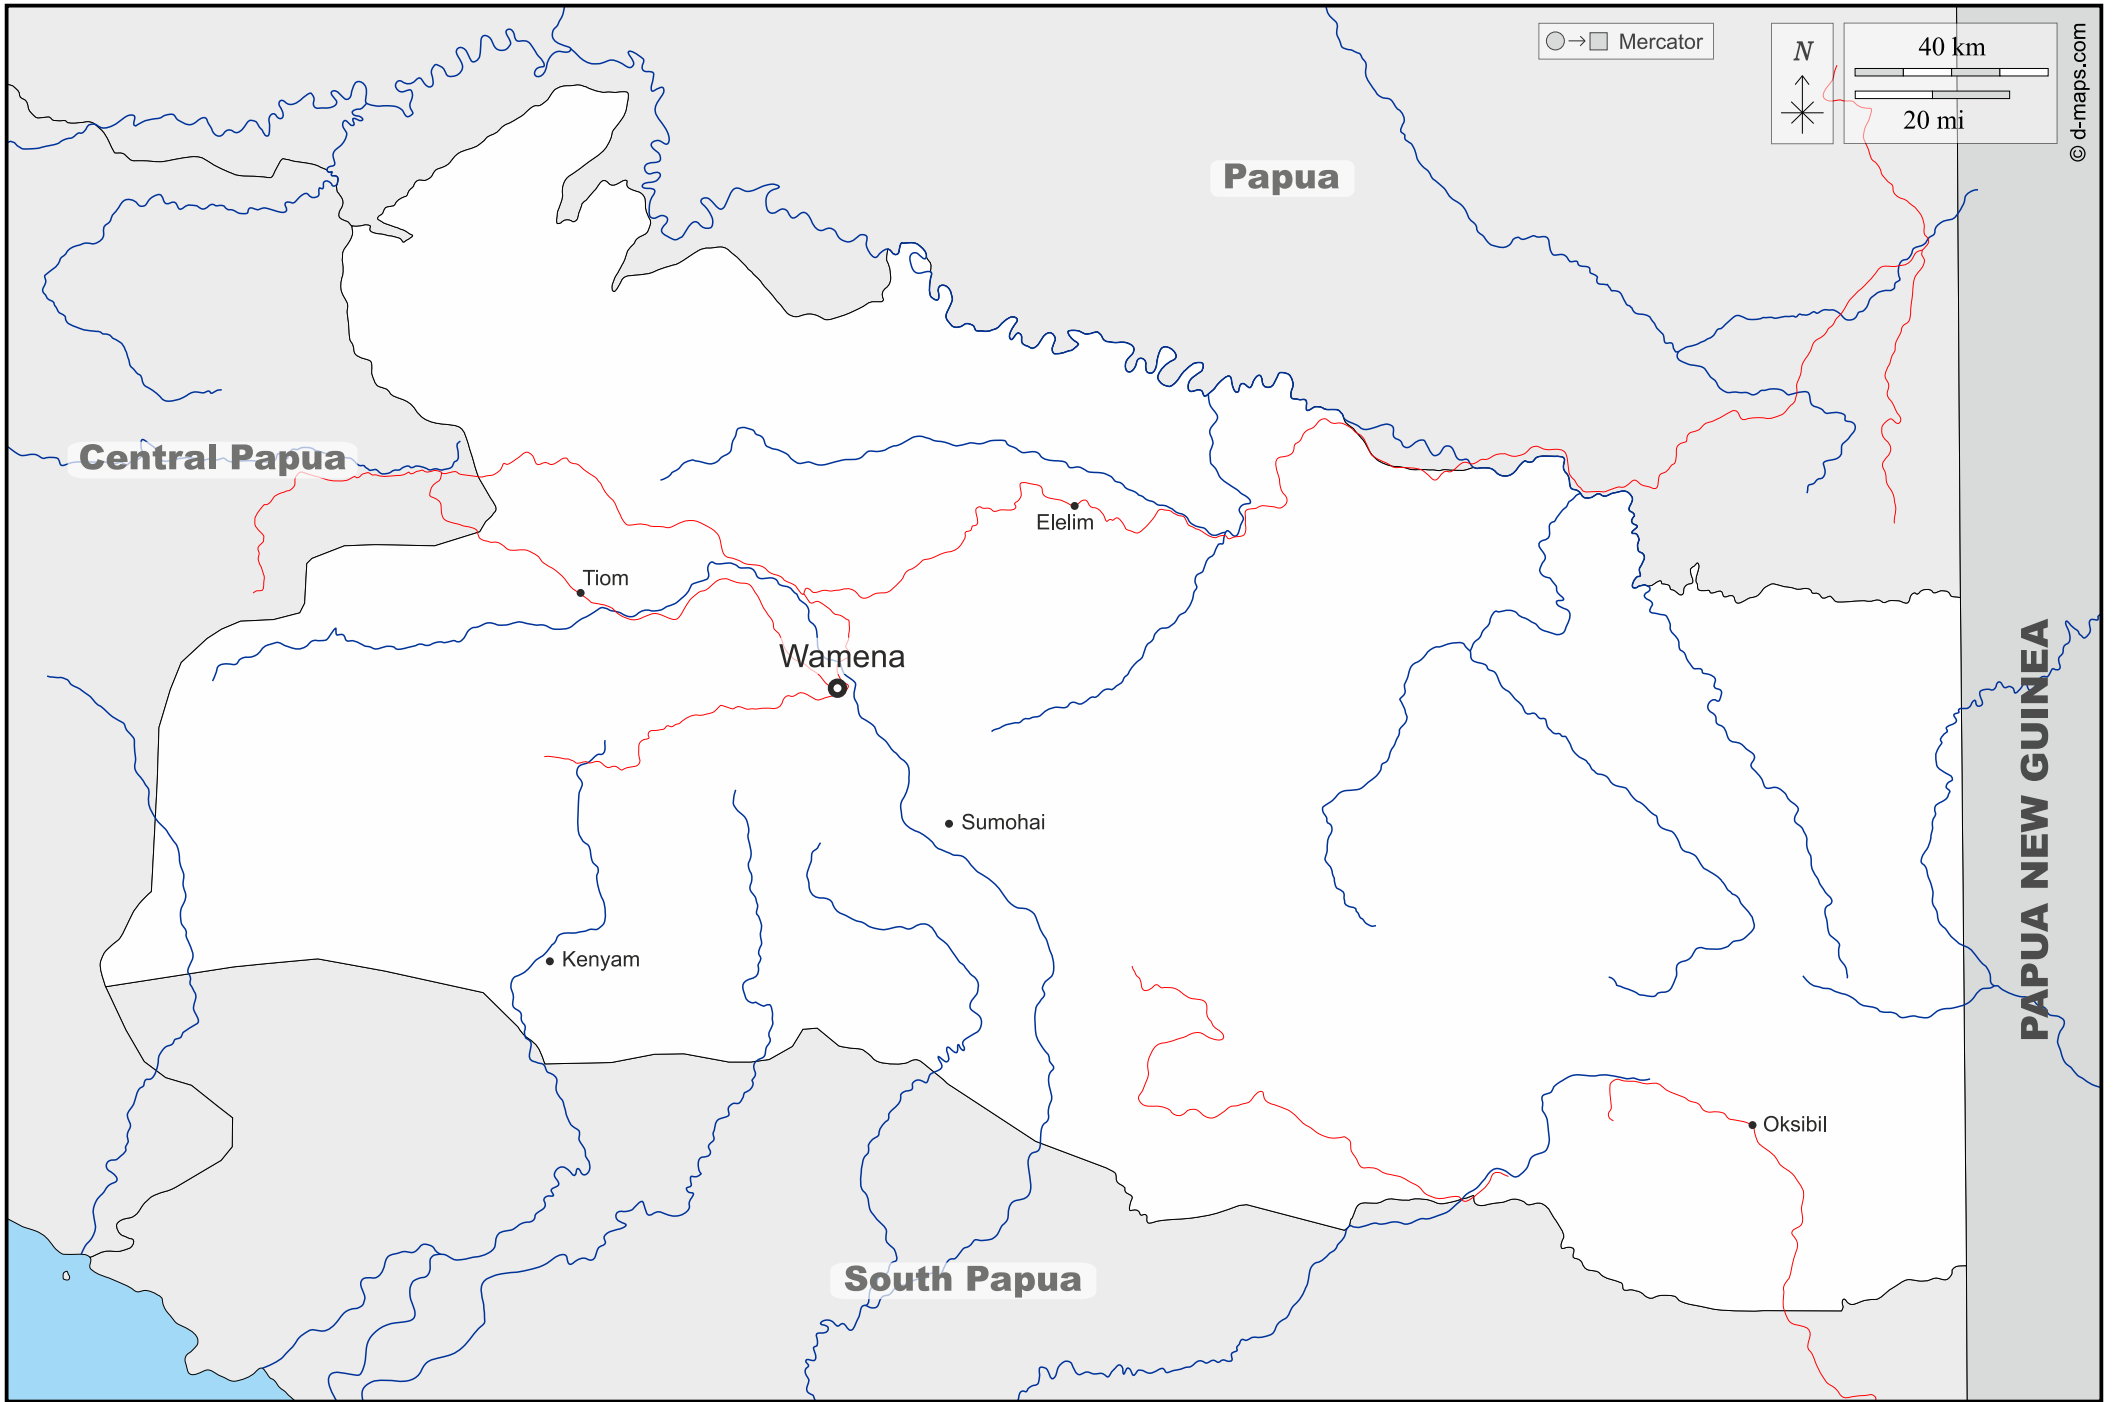 Mercator
N
40 km
20 mi
© d-maps.com
Papua
Central Papua
Elelim
Tiom
Wamena
PAPUA NEW GUINEA
Sumohai
Kenyam
Oksibil
South Papua